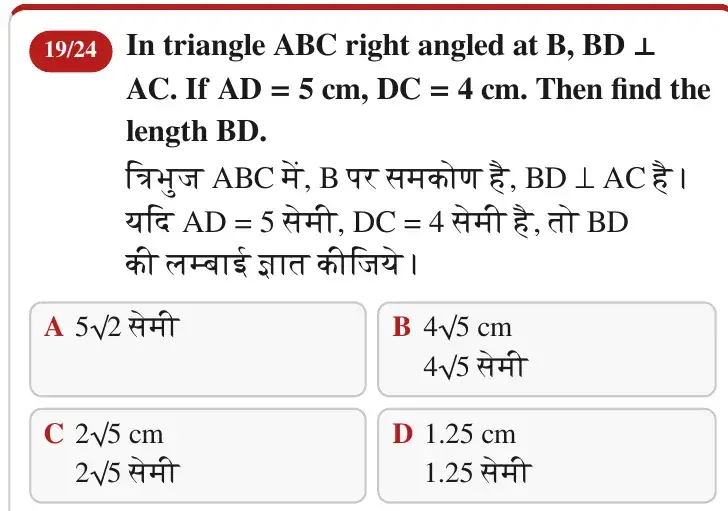 19/24 In triangle ABC right angled at B, BD ⊥
AC. If AD = 5 cm, DC = 4 cm. Then find the
length BD.
त्रिभुज ABC में, B पर समकोण है, BD ⊥ AC है।
यदि AD = 5 सेमी, DC = 4 सेमी है, तो BD
की लम्बाई ज्ञात कीजिये।
A 5√2 सेमी
B 4√5 cm
4√5 सेमी
C 2√5 cm
2√5 सेमी
D 1.25 cm
1.25 सेमी